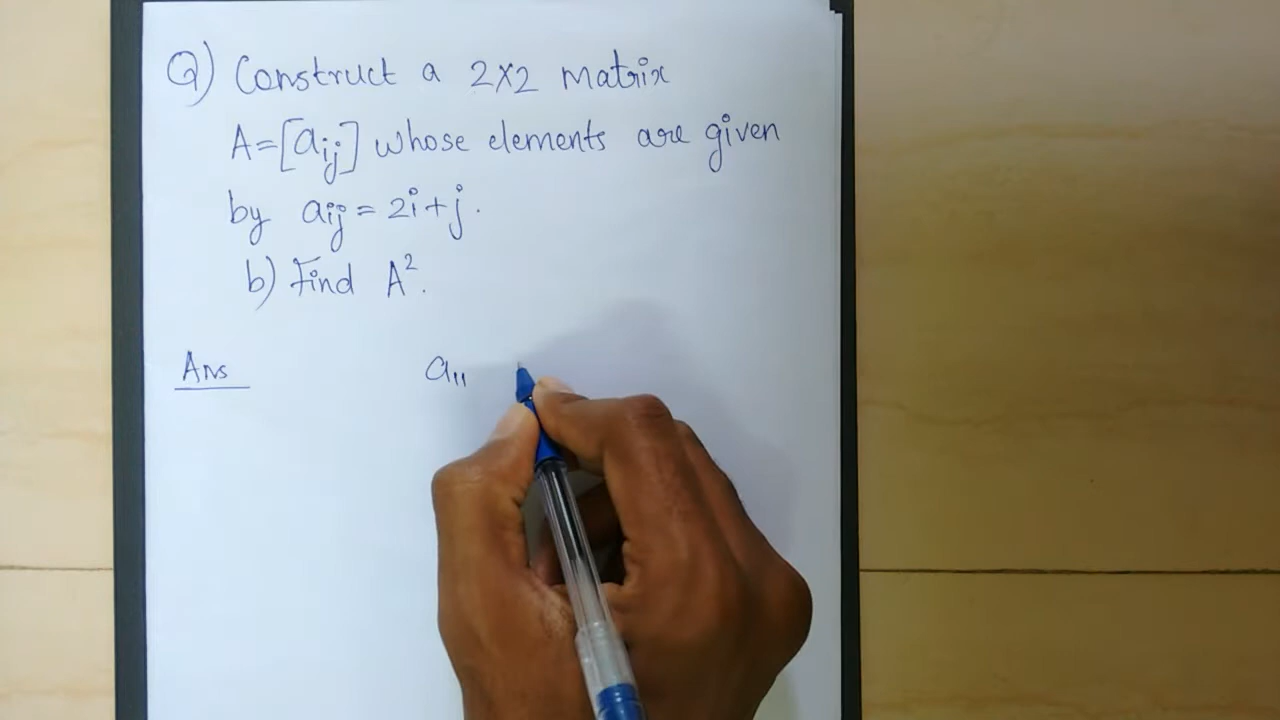 Q) Construct a 2x2 matrix
A=[aij] whose elements are given
by aij = 2i+j.
b) Find A².
Ans a₁₁